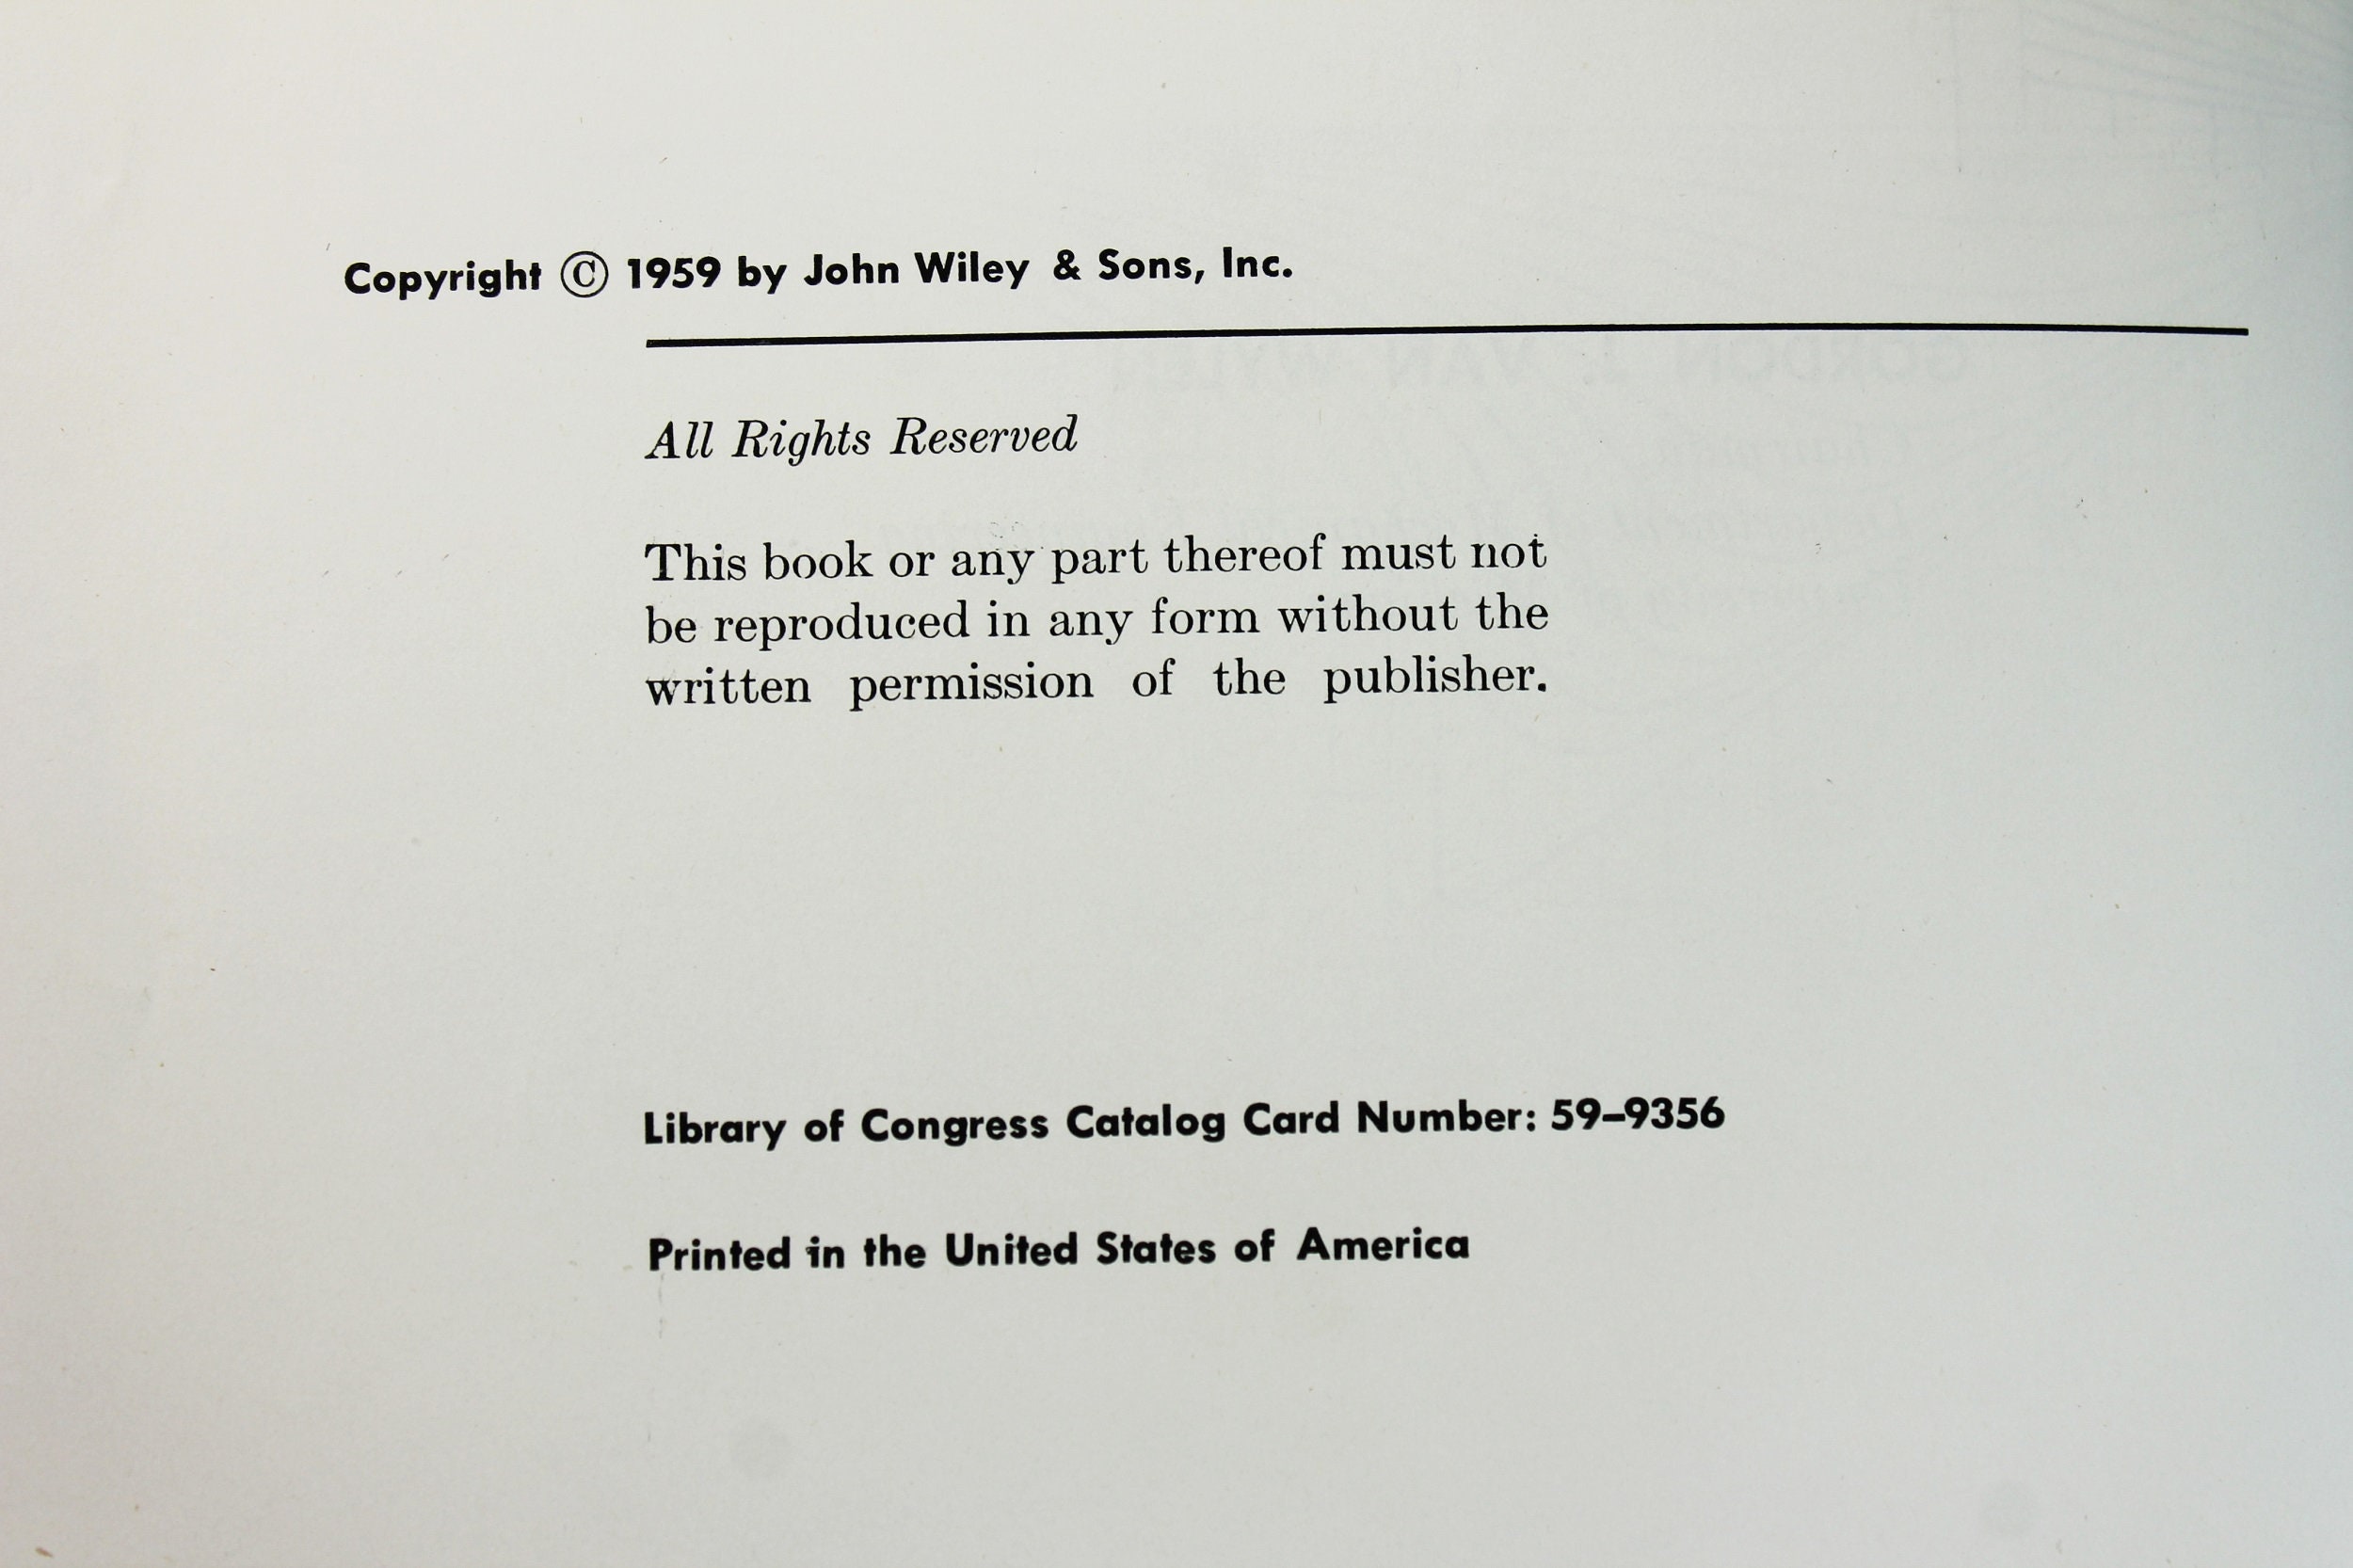 Copyright © 1959 by John Wiley & Sons, Inc.
All Rights Reserved
This book or any part thereof must not
be reproduced in any form without the
written permission of the publisher.
Library of Congress Catalog Card Number: 59–9356
Printed in the United States of America